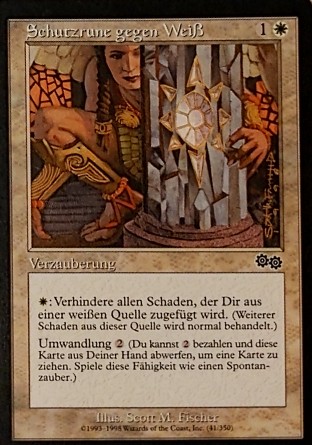 Schutzrune gegen Weiß 1
Verzauberung
:Verhindere allen Schaden, der Dir aus
einer weißen Quelle zugefügt wird. (Weiterer
Schaden aus dieser Quelle wird normal behandelt.)
Umwandlung 2 (Du kannst 2 bezahlen und diese
Karte aus Deiner Hand abwerfen, um eine Karte zu
ziehen. Spiele diese Fähigkeit wie einen Spontan-
zauber.)
Illus. Scott M. Fischer
©1993-1998 Wizards of the Coast, Inc. (41/350)